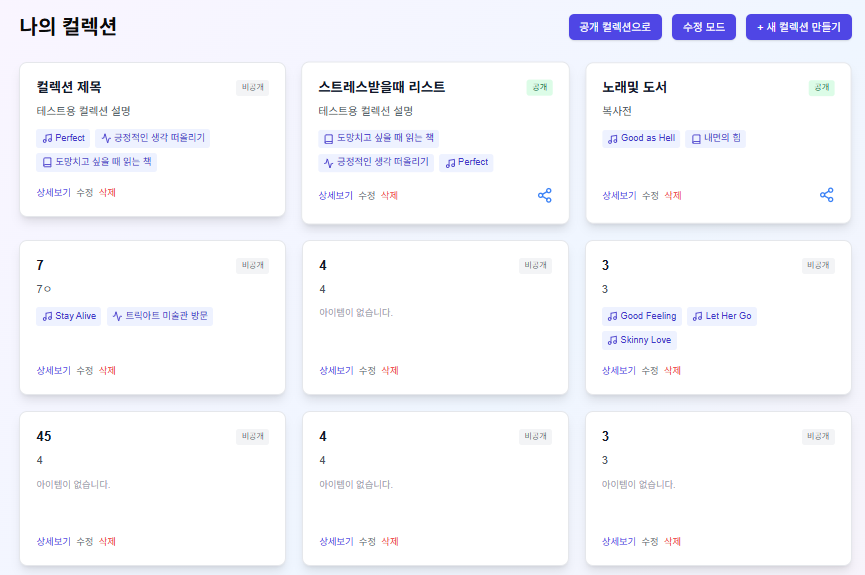 나의 컬렉션
공개 컬렉션으로 수정 모드 + 새 컬렉션 만들기
컬렉션 제목 비공개
테스트용 컬렉션 설명
Perfect 긍정적인 생각 떠올리기
도망치고 싶을 때 읽는 책
상세보기 수정 삭제
스트레스받을때 리스트 공개
테스트용 컬렉션 설명
도망치고 싶을 때 읽는 책
긍정적인 생각 떠올리기 Perfect
상세보기 수정 삭제
노래및 도서 공개
복사전
Good as Hell 내면의 힘
상세보기 수정 삭제
7 비공개
7ㅇ
Stay Alive 트릭아트 미술관 방문
상세보기 수정 삭제
4 비공개
4
아이템이 없습니다.
상세보기 수정 삭제
3 비공개
3
Good Feeling Let Her Go
Skinny Love
상세보기 수정 삭제
45 비공개
4
아이템이 없습니다.
상세보기 수정 삭제
4 비공개
4
아이템이 없습니다.
상세보기 수정 삭제
3 비공개
3
아이템이 없습니다.
상세보기 수정 삭제